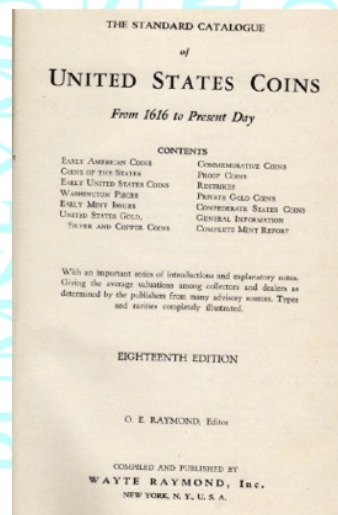 THE STANDARD CATALOGUE
of
UNITED STATES COINS
From 1616 to Present Day
CONTENTS
EARLY AMERICAN COINS
COINS OF THE STATES
EARLY UNITED STATES COINS
WASHINGTON PIECES
EARLY MINT ISSUES
UNITED STATES GOLD,
SILVER AND COPPER COINS
COMMEMORATIVE COINS
PROOF COINS
RESTRIKES
PRIVATE GOLD COINS
CONFEDERATE STATES COINS
GENERAL INFORMATION
COMPLETE MINT REPORT
With an important series of introductions and explanatory notes.
Giving the average valuations among collectors and dealers as
determined by the publishers from many advisory sources. Types
and rarities completely illustrated.
EIGHTEENTH EDITION
O. E. RAYMOND, Editor
COMPILED AND PUBLISHED BY
WAYTE RAYMOND, Inc.
NEW YORK, N. Y., U. S. A.